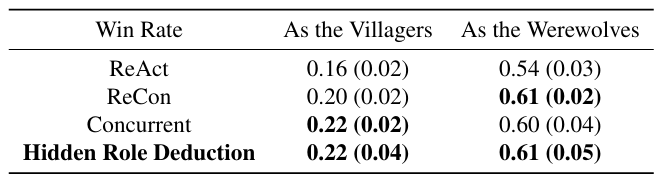 Win Rate As the Villagers As the Werewolves
ReAct 0.16 (0.02) 0.54 (0.03)
ReCon 0.20 (0.02) 0.61 (0.02)
Concurrent 0.22 (0.02) 0.60 (0.04)
Hidden Role Deduction 0.22 (0.04) 0.61 (0.05)